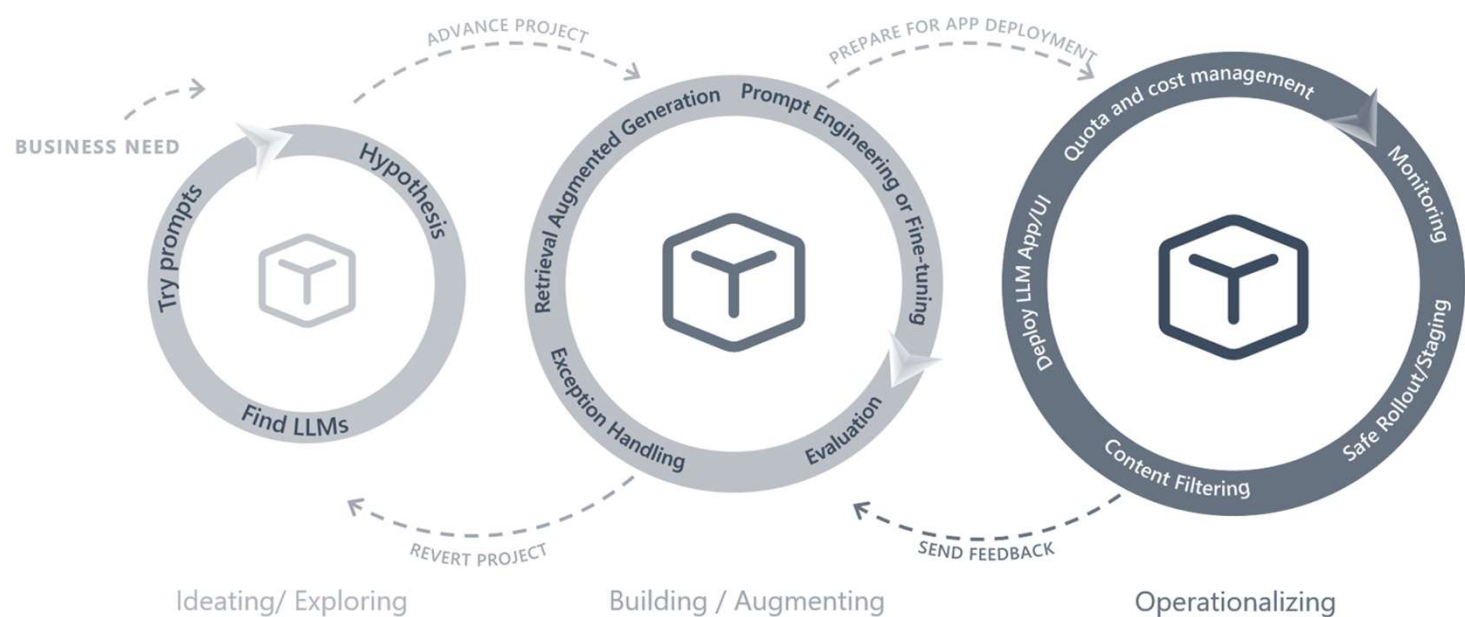 ADVANCE PROJECT
PREPARE FOR APP DEPLOYMENT
BUSINESS NEED
Hypothesis
Try prompts
Find LLMs
Retrieval Augmented Generation
Prompt Engineering or Fine-tuning
Exception Handling
Evaluation
Quota and cost management
Monitoring
Deploy LLM App/UI
Safe Rollout/Staging
Content Filtering
REVERT PROJECT
SEND FEEDBACK
Ideating/ Exploring
Building / Augmenting
Operationalizing